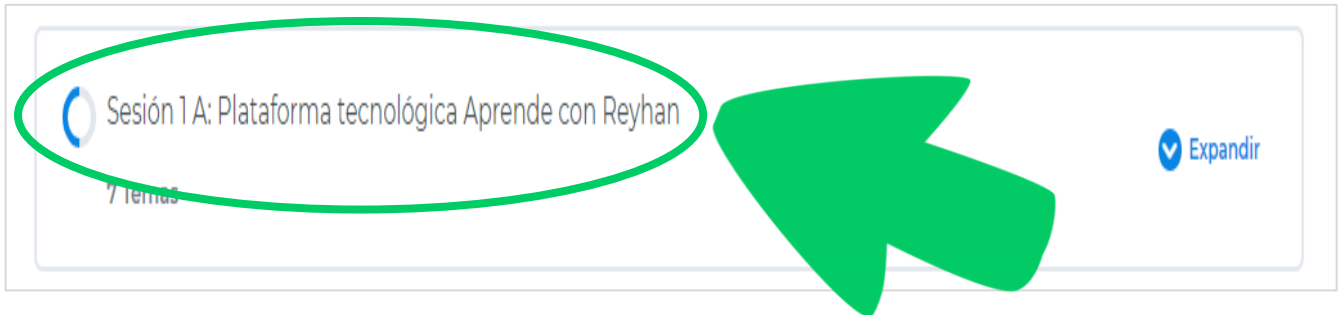 Sesión 1 A: Plataforma tecnológica Aprende con Reyhan
Expandir
7 Temas